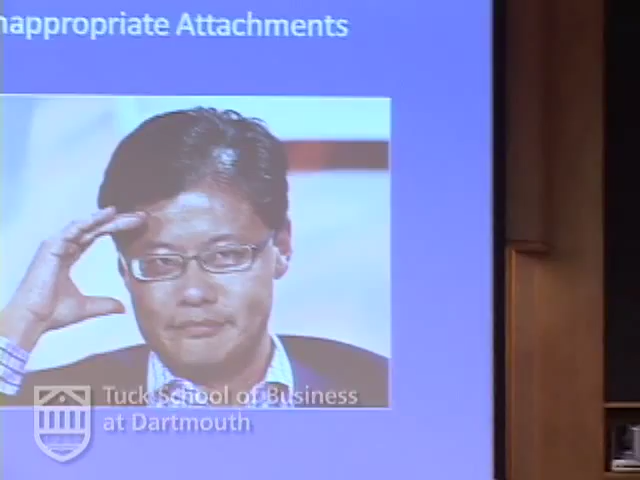 nappropriate Attachments
Tuck School of Business
at Dartmouth